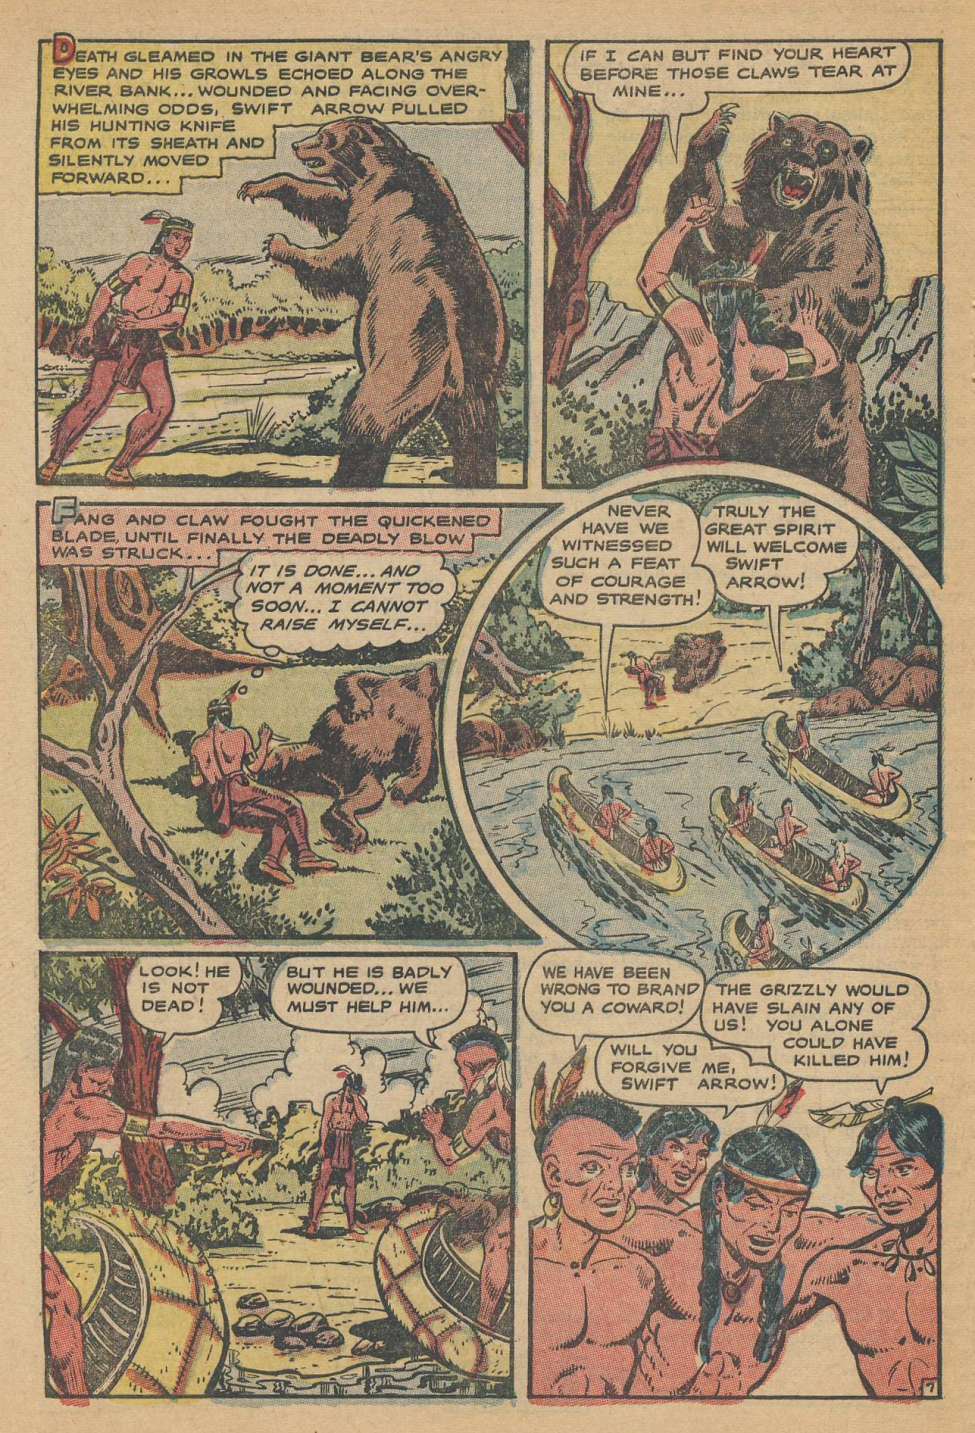 DEATH GLEAMED IN THE GIANT BEAR'S ANGRY
EYES AND HIS GROWLS ECHOED ALONG THE
RIVER BANK... WOUNDED AND FACING OVER-
WHELMING ODDS, SWIFT ARROW PULLED
HIS HUNTING KNIFE
FROM ITS SHEATH AND
SILENTLY MOVED
FORWARD...
IF I CAN BUT FIND YOUR HEART
BEFORE THOSE CLAWS TEAR AT
MINE...
FANG AND CLAW FOUGHT THE QUICKENED
BLADE, UNTIL FINALLY THE DEADLY BLOW
WAS STRUCK...
IT IS DONE... AND
NOT A MOMENT TOO
SOON... I CANNOT
RAISE MYSELF...
NEVER
HAVE WE
WITNESSED
SUCH A FEAT
OF COURAGE
AND STRENGTH!
TRULY THE
GREAT SPIRIT
WILL WELCOME
SWIFT
ARROW!
LOOK! HE
IS NOT
DEAD!
BUT HE IS BADLY
WOUNDED... WE
MUST HELP HIM...
WE HAVE BEEN
WRONG TO BRAND
YOU A COWARD!
WILL YOU
FORGIVE ME,
SWIFT ARROW!
THE GRIZZLY WOULD
HAVE SLAIN ANY OF
US! YOU ALONE
COULD HAVE
KILLED HIM!
7